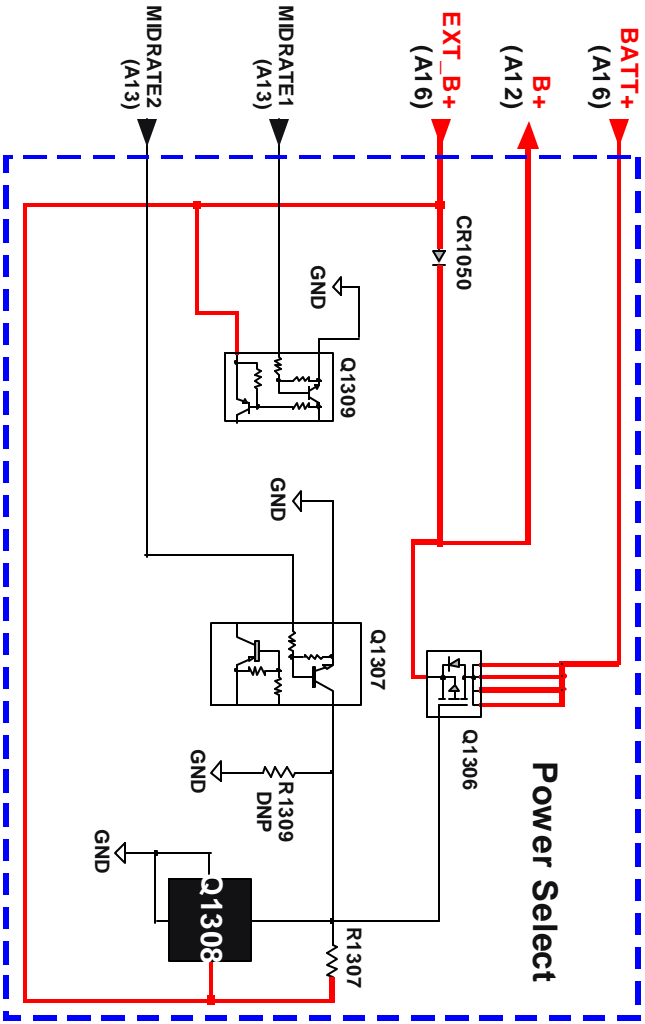 BATT+
(A16)
B+
(A12)
EXT_B+
(A16)
MIDRATE1
(A13)
MIDRATE2
(A13)
CR1050
GND
Q1309
GND
Q1307
Q1306
Power Select
GND
R1309
DNP
GND
Q1308
R1307